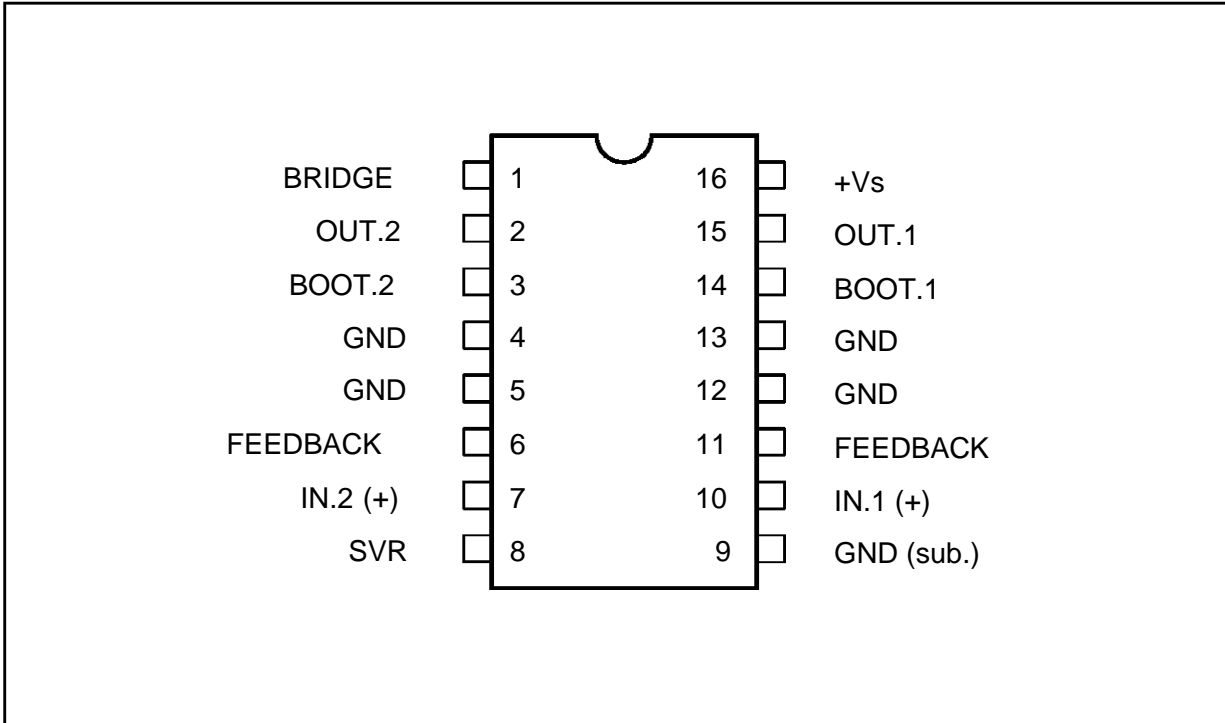 BRIDGE 1 16 +Vs
OUT.2 2 15 OUT.1
BOOT.2 3 14 BOOT.1
GND 4 13 GND
GND 5 12 GND
FEEDBACK 6 11 FEEDBACK
IN.2 (+) 7 10 IN.1 (+)
SVR 8 9 GND (sub.)